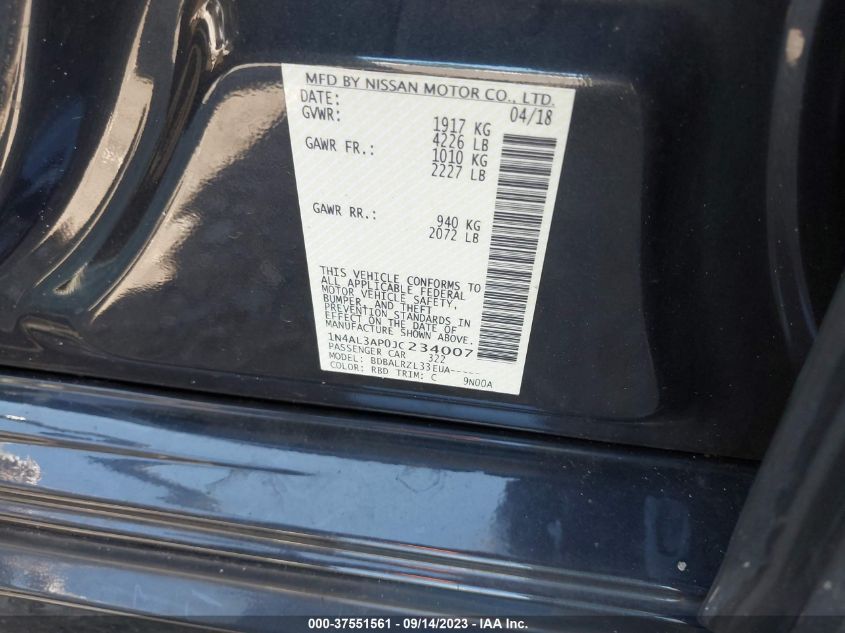 MFD BY NISSAN MOTOR CO., LTD.
DATE: 04/18
GVWR: 1917 KG
4226 LB
GAWR FR.: 1010 KG
2227 LB
GAWR RR.: 940 KG
2072 LB
THIS VEHICLE CONFORMS TO
ALL APPLICABLE FEDERAL
MOTOR VEHICLE SAFETY,
BUMPER, AND THEFT
PREVENTION STANDARDS IN
EFFECT ON THE DATE OF
MANUFACTURE SHOWN ABOVE.
1N4AL3AP0JC234007
PASSENGER CAR 322
MODEL: BDBALRZL33EUA-----
COLOR: RBD TRIM: C 9N00A
000-37551561 / 09/14/2023 - IAA Inc.